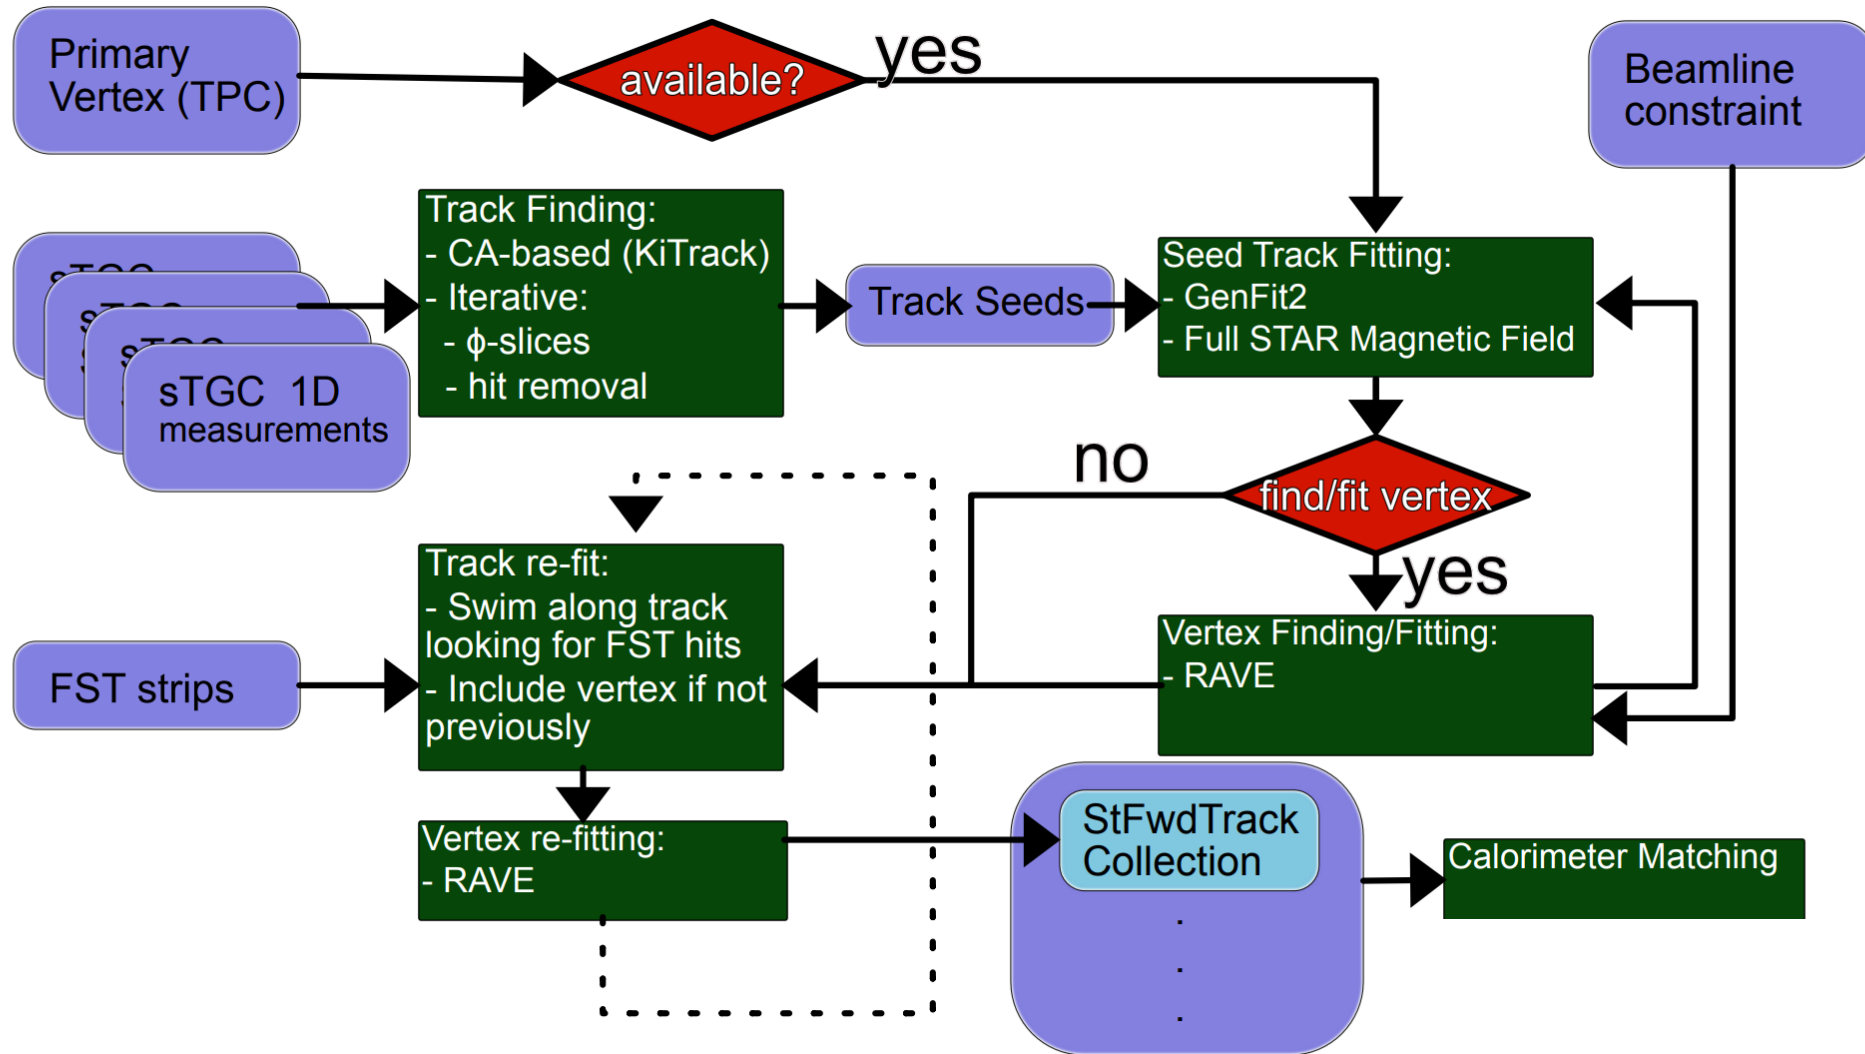 Primary
Vertex (TPC)
available?
yes
Beamline
constraint
Track Finding:
- CA-based (KiTrack)
- Iterative:
- ϕ-slices
- hit removal
sTGC
sTGC
sTGC
sTGC 1D
measurements
Track Seeds
Seed Track Fitting:
- GenFit2
- Full STAR Magnetic Field
no
find/fit vertex
yes
Track re-fit:
- Swim along track
looking for FST hits
- Include vertex if not
previously
FST strips
Vertex Finding/Fitting:
- RAVE
Vertex re-fitting:
- RAVE
StFwdTrack
Collection
.
.
.
Calorimeter Matching